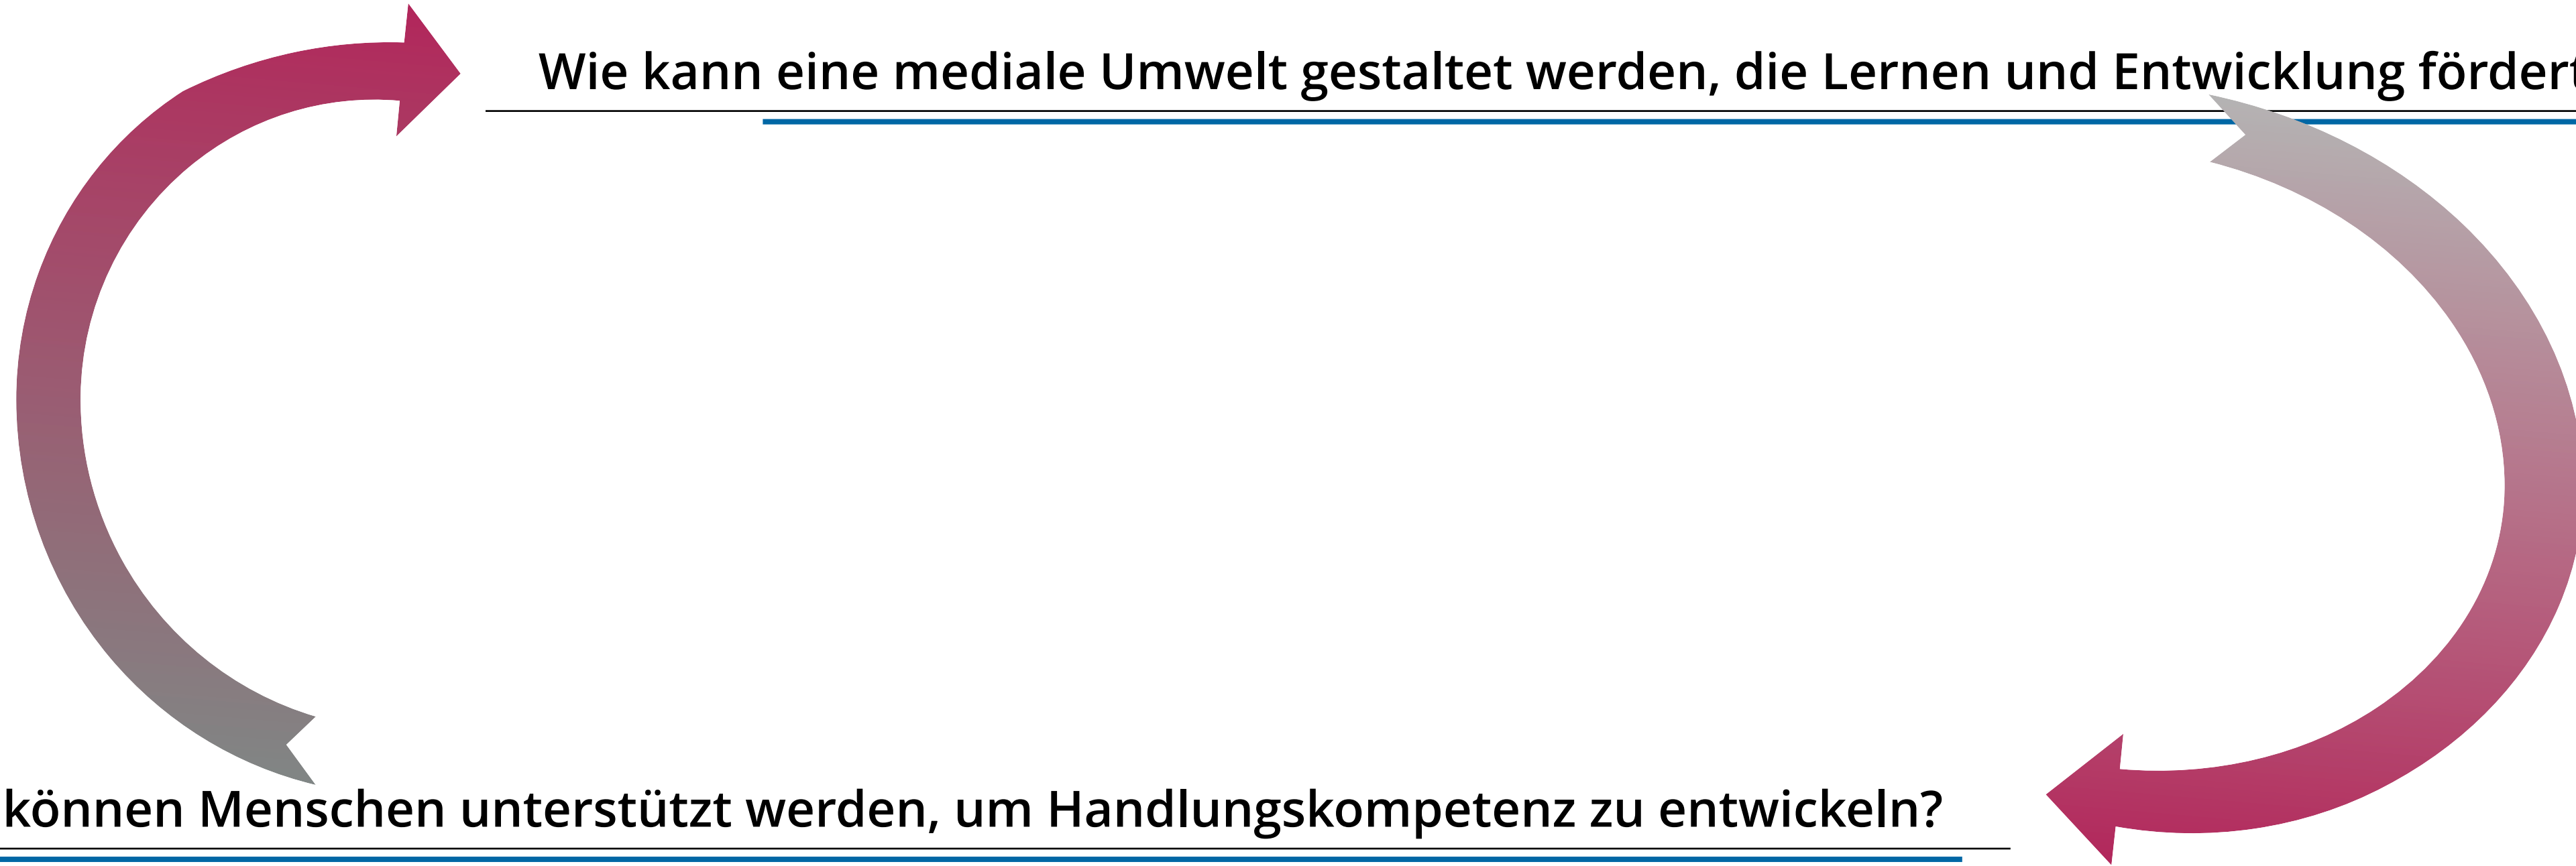 Wie kann eine mediale Umwelt gestaltet werden, die Lernen und Entwicklung fördert
können Menschen unterstützt werden, um Handlungskompetenz zu entwickeln?